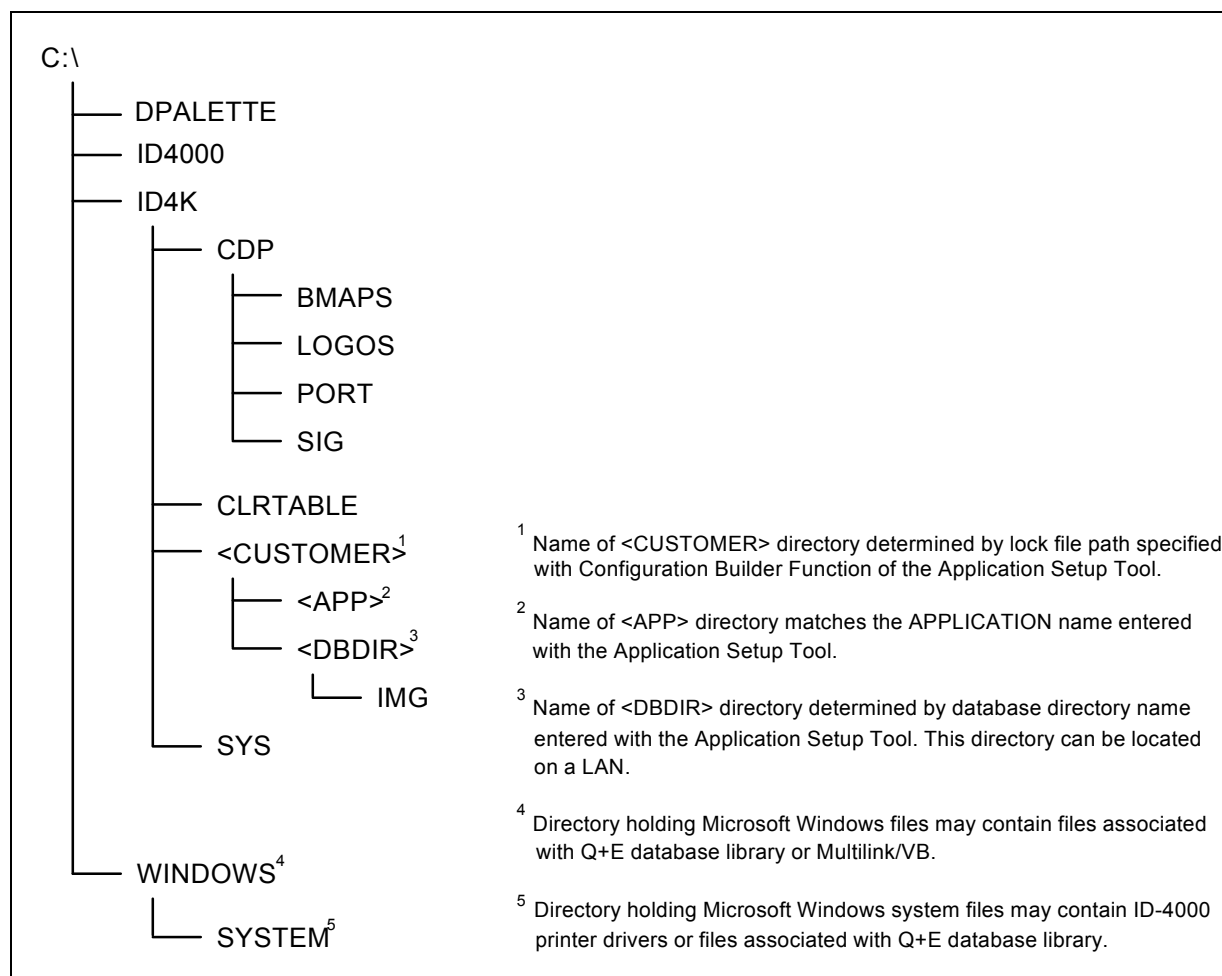 C:\
DPALETTE
ID4000
ID4K
CDP
BMAPS
LOGOS
PORT
SIG
CLRTABLE
<CUSTOMER>1
<APP>2
<DBDIR>3
IMG
SYS
WINDOWS4
SYSTEM5
1 Name of <CUSTOMER> directory determined by lock file path specified
with Configuration Builder Function of the Application Setup Tool.
2 Name of <APP> directory matches the APPLICATION name entered
with the Application Setup Tool.
3 Name of <DBDIR> directory determined by database directory name
entered with the Application Setup Tool. This directory can be located
on a LAN.
4 Directory holding Microsoft Windows files may contain files associated
with Q+E database library or Multilink/VB.
5 Directory holding Microsoft Windows system files may contain ID-4000
printer drivers or files associated with Q+E database library.